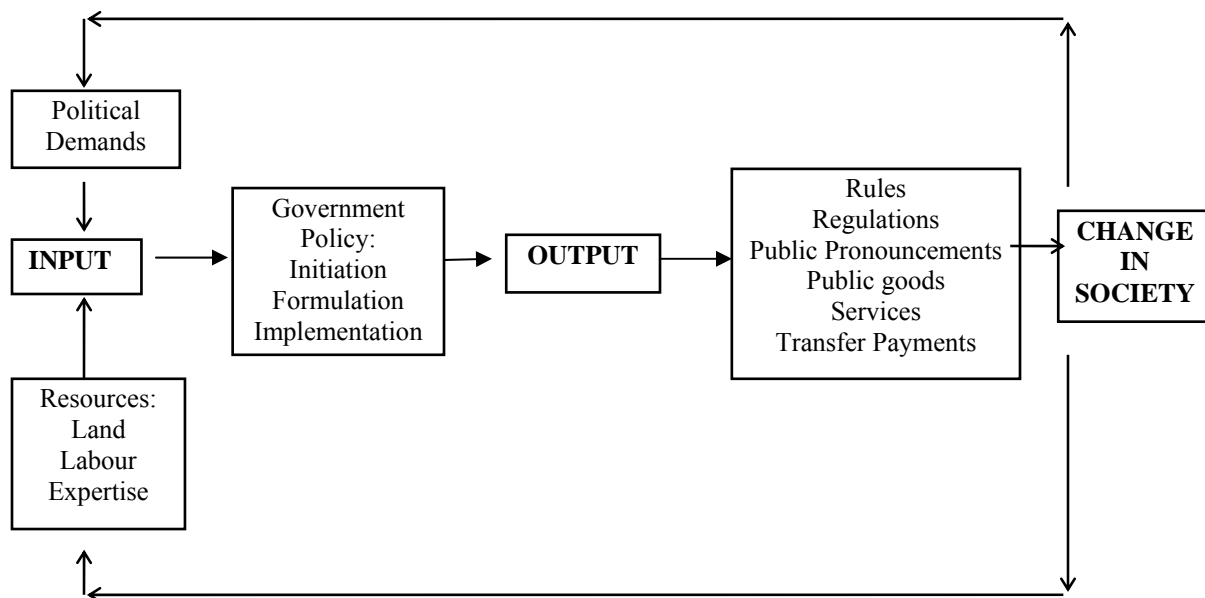 Political
Demands
INPUT
Resources:
Land
Labour
Expertise
Government
Policy:
Initiation
Formulation
Implementation
OUTPUT
Rules
Regulations
Public Pronouncements
Public goods
Services
Transfer Payments
CHANGE
IN
SOCIETY